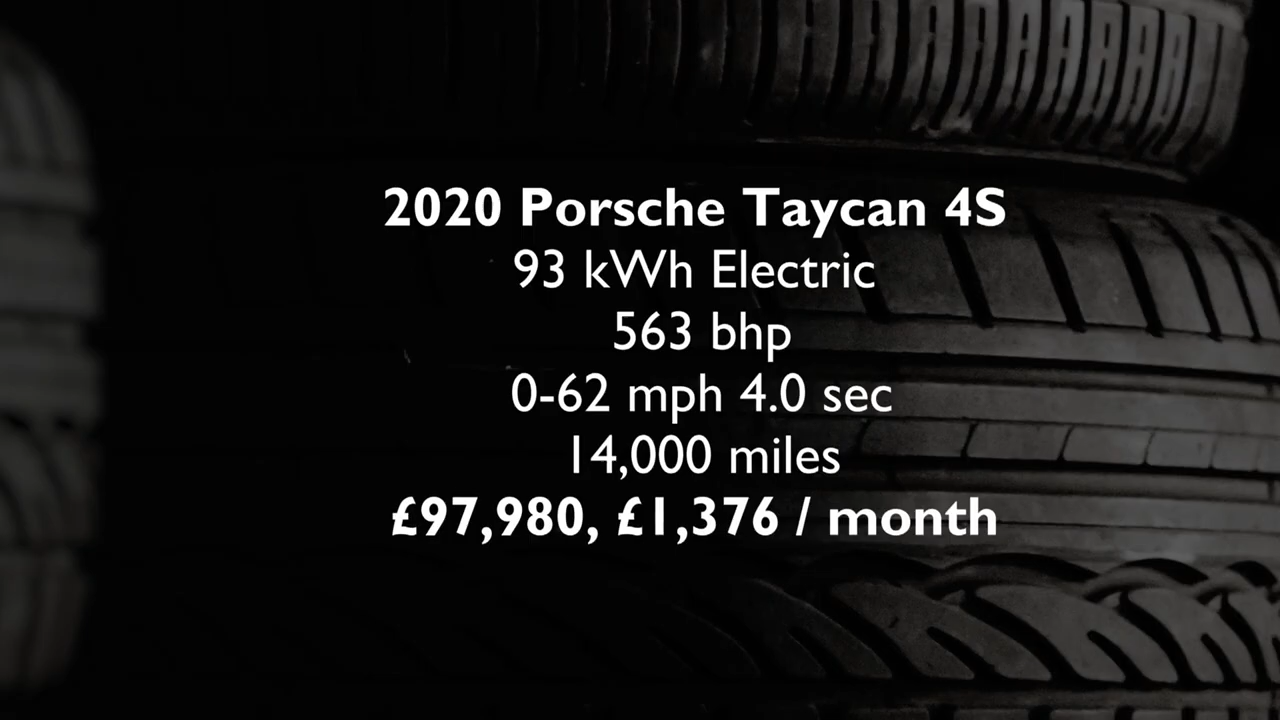 2020 Porsche Taycan 4S
93 kWh Electric
563 bhp
0-62 mph 4.0 sec
14,000 miles
£97,980, £1,376 / month